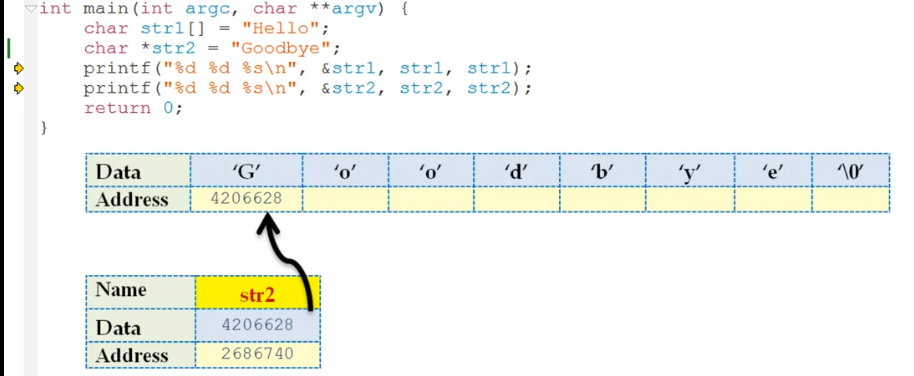 int main(int argc, char **argv) {
char str1[] = "Hello";
char *str2 = "Goodbye";
printf("%d %d %s\n", &str1, str1, str1);
printf("%d %d %s\n", &str2, str2, str2);
return 0;
}
Data 'G' 'o' 'o' 'd' 'b' 'y' 'e' '\0'
Address 4206628
Name str2
Data 4206628
Address 2686740